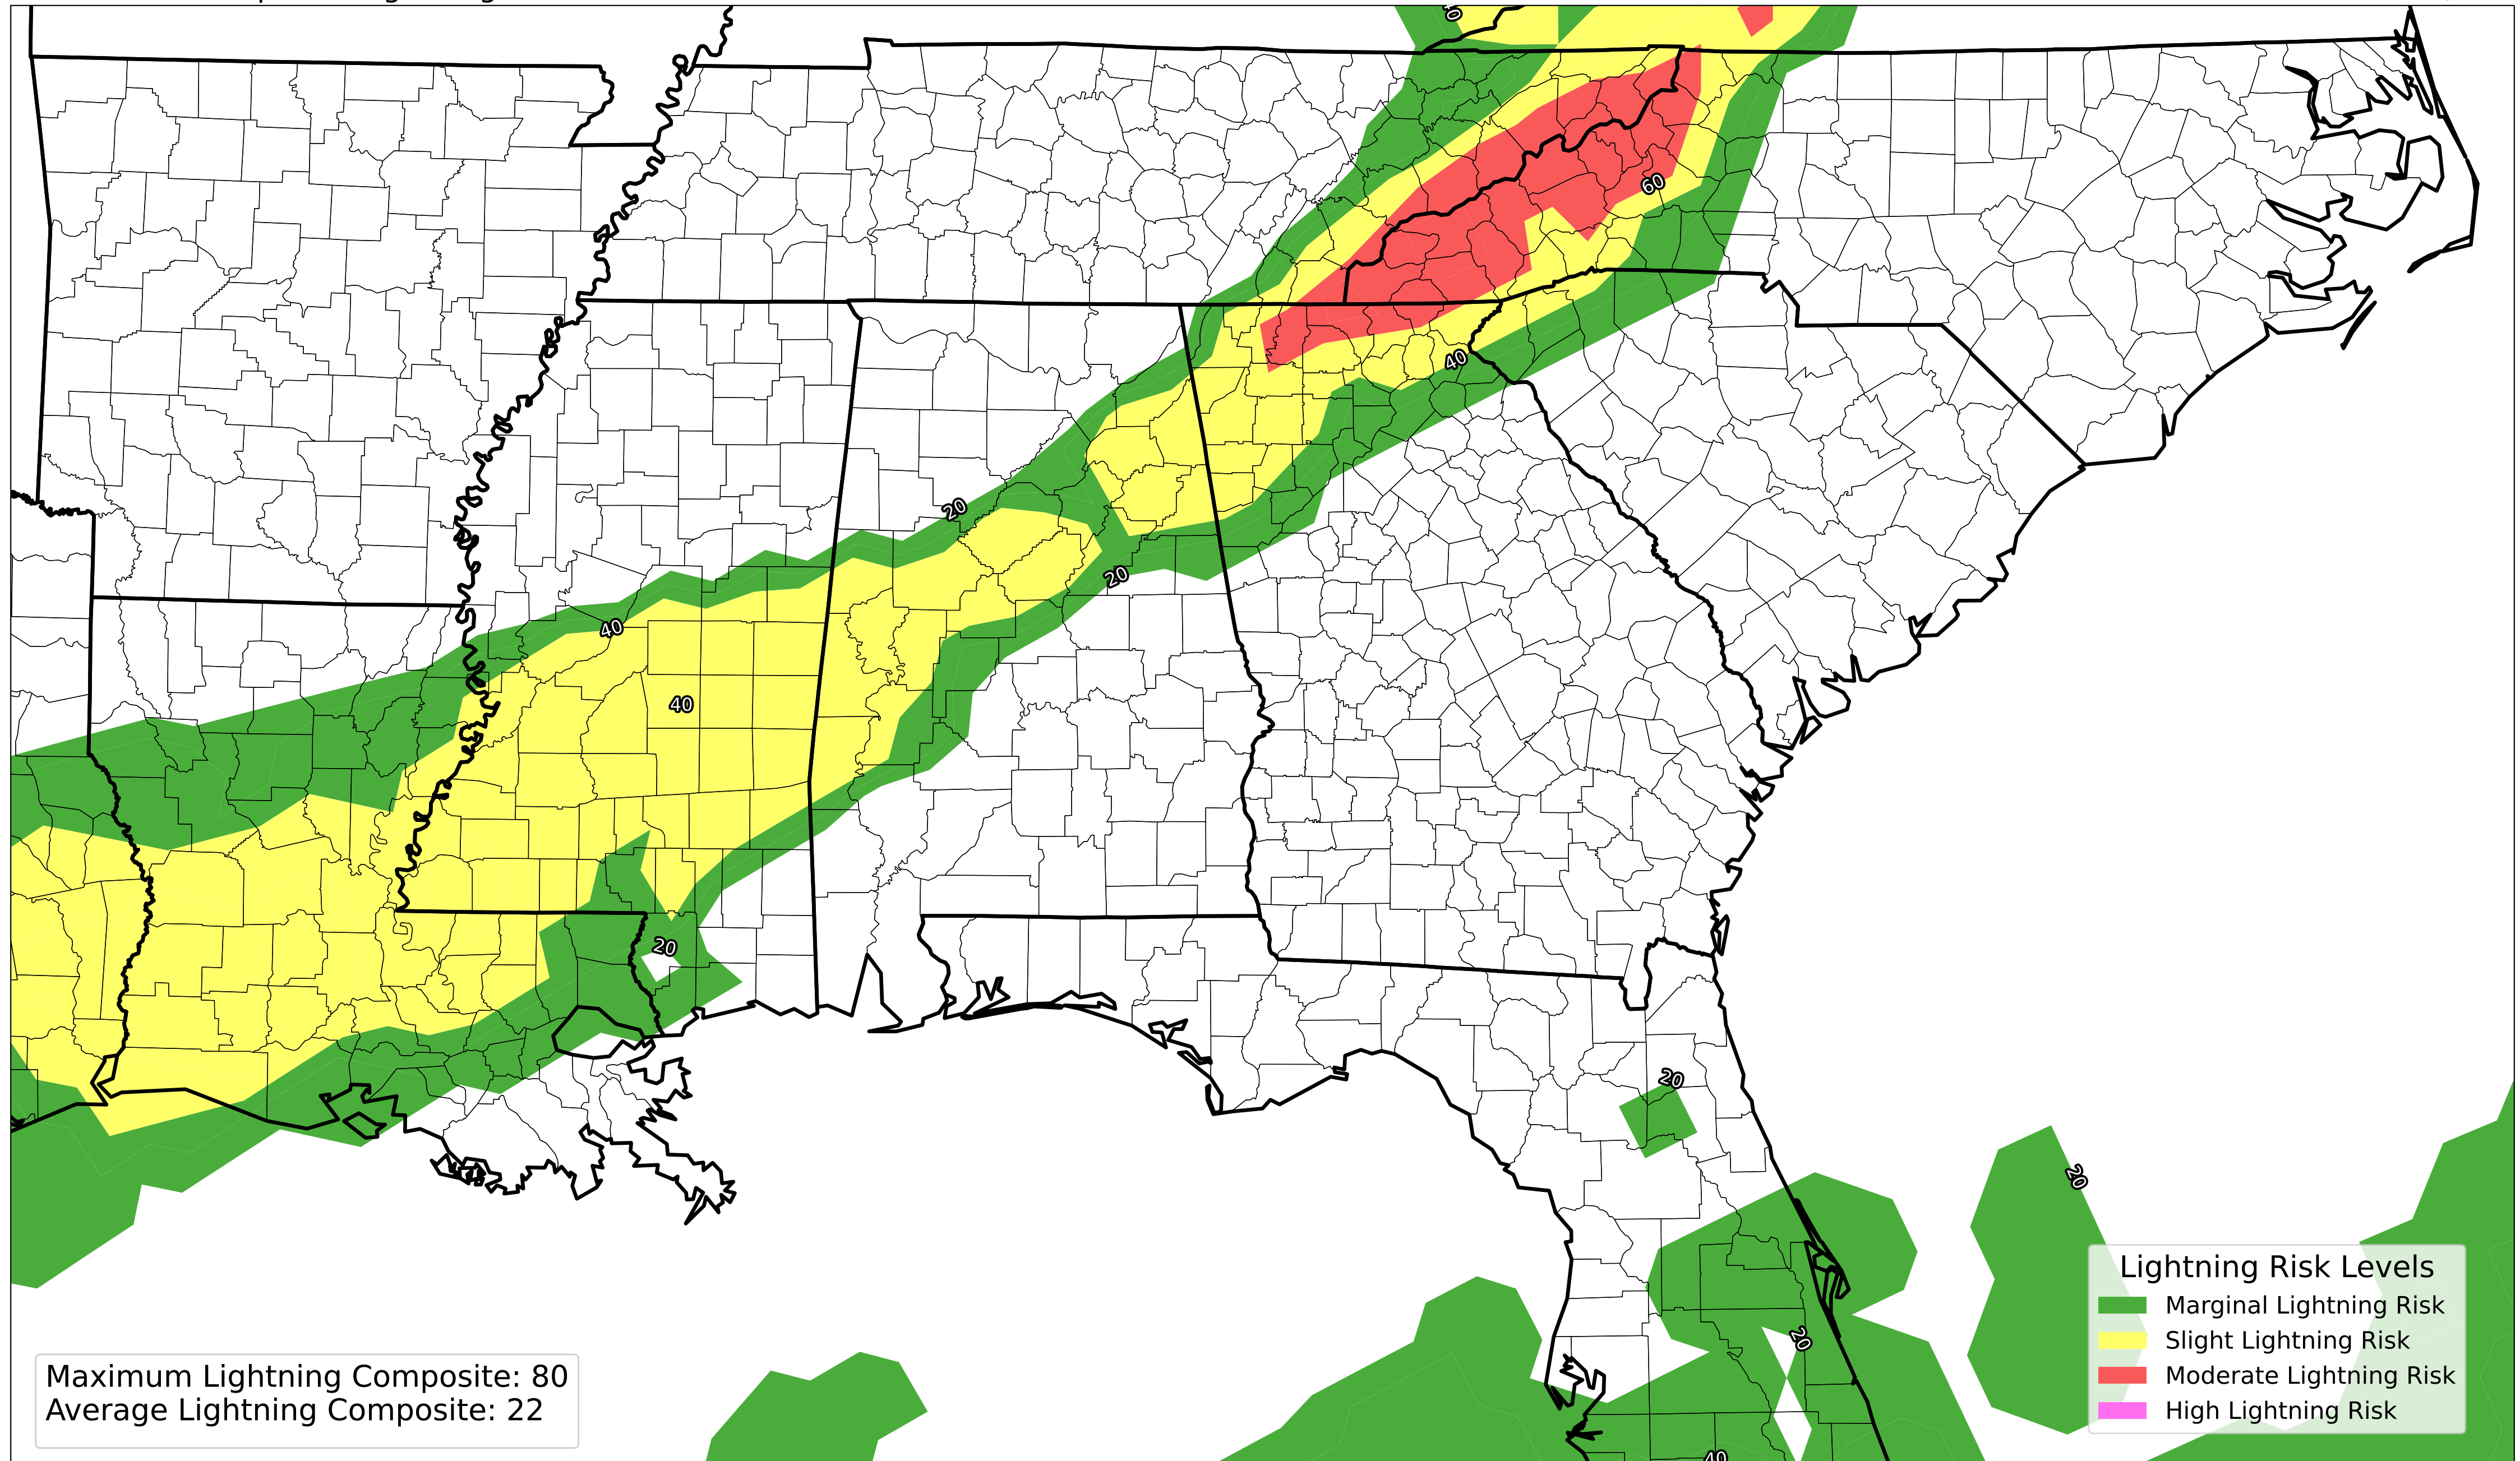 40
60
40
20
20
40
40
20
20
20
20
40
Lightning Risk Levels
Marginal Lightning Risk
Slight Lightning Risk
Moderate Lightning Risk
High Lightning Risk
Maximum Lightning Composite: 80
Average Lightning Composite: 22